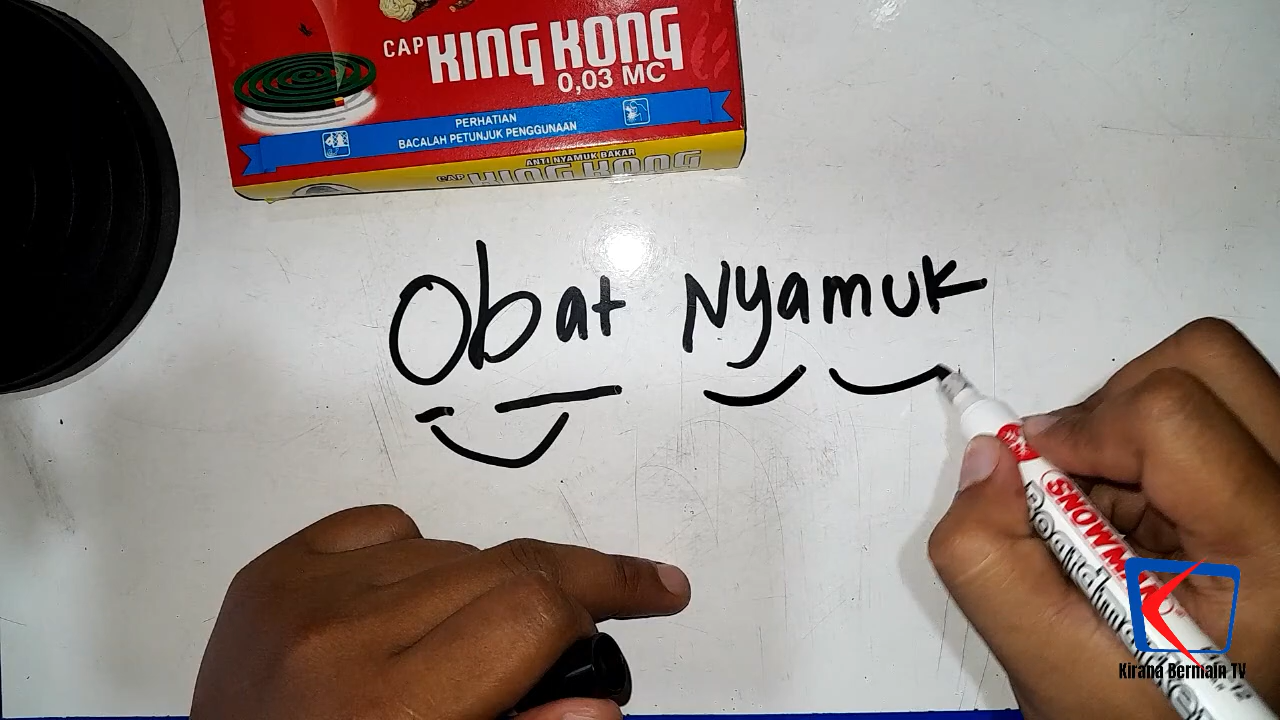 CAP KING KONG
0,03 MC
PERHATIAN
BACALAH PETUNJUK PENGGUNAAN
ANTI NYAMUK BAKAR
CAP KING KONG
Obat Nyamuk
SNOWMAN
Boardmarker
Kirana Bermain TV